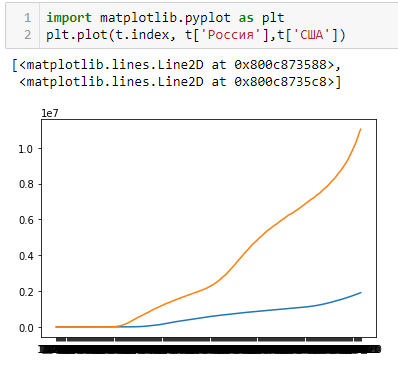 1 import matplotlib.pyplot as plt
2 plt.plot(t.index, t['Россия'],t['США'])
[<matplotlib.lines.Line2D at 0x800c873588>,
<matplotlib.lines.Line2D at 0x800c8735c8>]
1e7
1.0
0.8
0.6
0.4
0.2
0.0